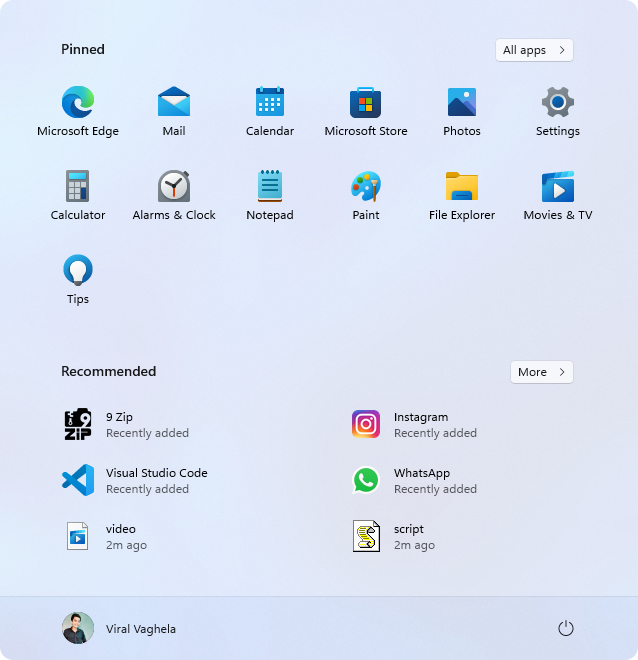 Pinned
All apps
Microsoft Edge
Mail
Calendar
Microsoft Store
Photos
Settings
Calculator
Alarms & Clock
Notepad
Paint
File Explorer
Movies & TV
Tips
Recommended
More
9 Zip
Recently added
Instagram
Recently added
Visual Studio Code
Recently added
WhatsApp
Recently added
video
2m ago
script
2m ago
Viral Vaghela